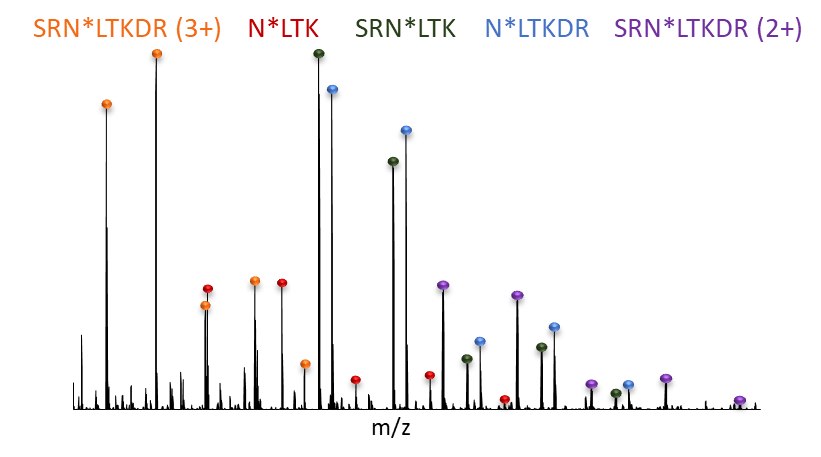 SRN*LTKDR (3+) N*LTK SRN*LTK N*LTKDR SRN*LTKDR (2+)
m/z